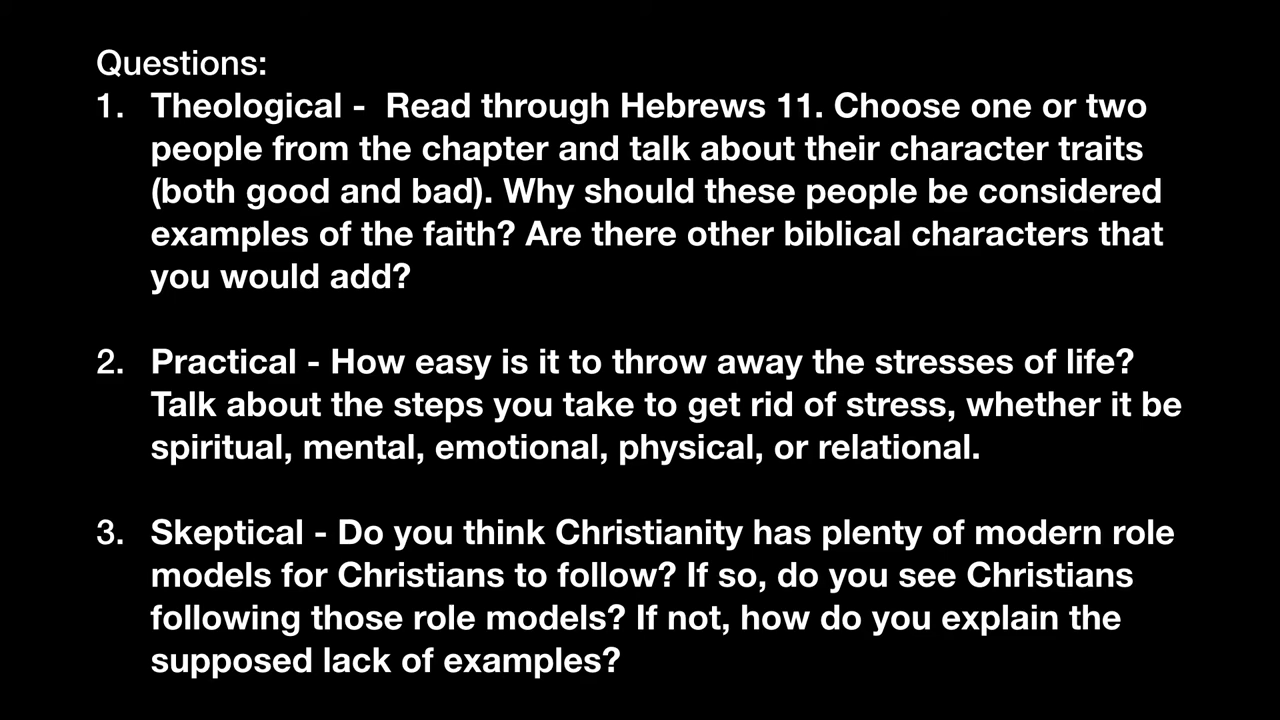 Questions:
1. Theological -  Read through Hebrews 11. Choose one or two
people from the chapter and talk about their character traits
(both good and bad). Why should these people be considered
examples of the faith? Are there other biblical characters that
you would add?
2. Practical - How easy is it to throw away the stresses of life?
Talk about the steps you take to get rid of stress, whether it be
spiritual, mental, emotional, physical, or relational.
3. Skeptical - Do you think Christianity has plenty of modern role
models for Christians to follow? If so, do you see Christians
following those role models? If not, how do you explain the
supposed lack of examples?